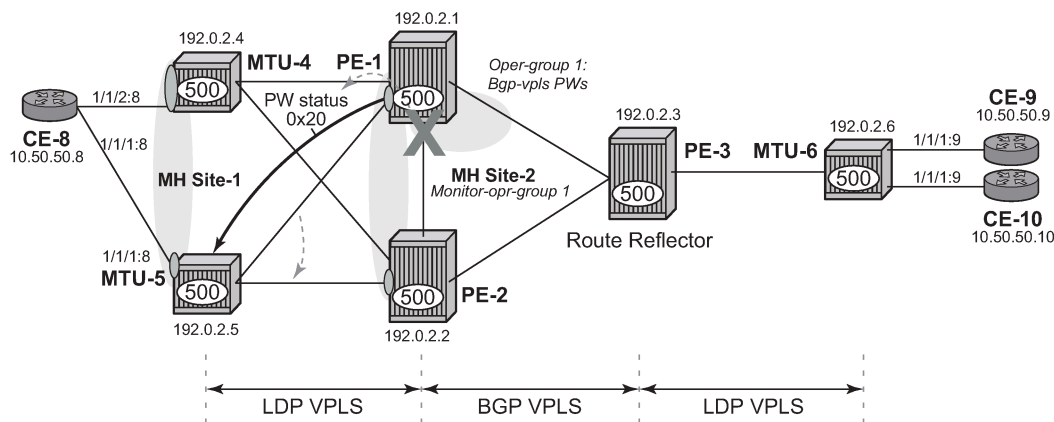 192.0.2.1
192.0.2.4
MTU-4
PE-1
Oper-group 1:
Bgp-vpls PWs
500
500
PW status
0x20
1/1/2:8
CE-8
10.50.50.8
1/1/1:8
192.0.2.3
PE-3
192.0.2.6
MTU-6
1/1/1:9
CE-9
10.50.50.9
MH Site-1
MH Site-2
Monitor-opr-group 1
500
500
1/1/1:9
CE-10
10.50.50.10
Route Reflector
1/1/1:8
MTU-5
500
192.0.2.5
500
PE-2
192.0.2.2
LDP VPLS
BGP VPLS
LDP VPLS